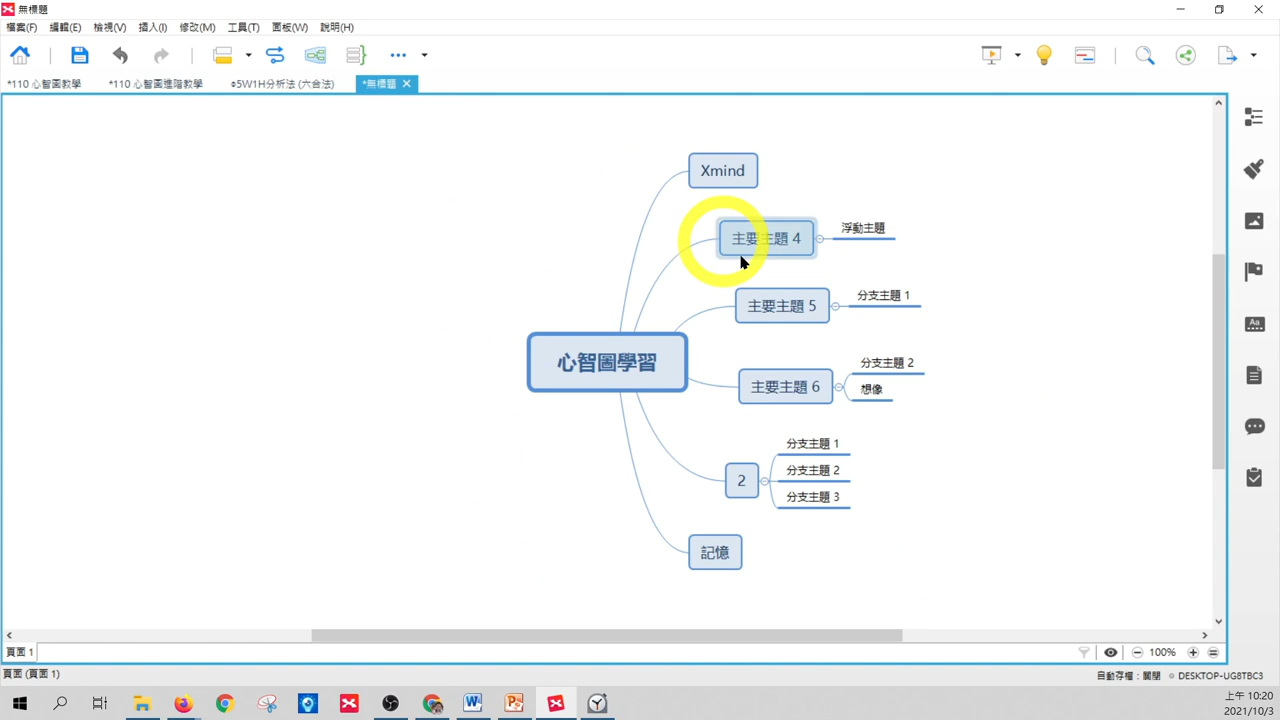 無標題
檔案(F) 編輯(E) 檢視(V) 插入(I) 修改(M) 工具(T) 面板(W) 說明(H)
*110 心智圖教學 *110 心智圖進階教學 5W1H分析法 (六合法) *無標題
Xmind
主要主題 4
浮動主題
主要主題 5
分支主題 1
心智圖學習
主要主題 6
分支主題 2
想像
2
分支主題 1
分支主題 2
分支主題 3
記憶
Aa
頁面 1
100%
頁面 (頁面 1)
自動存檔：關閉
DESKTOP-UG8TBC3
上午 10:20
2021/10/3